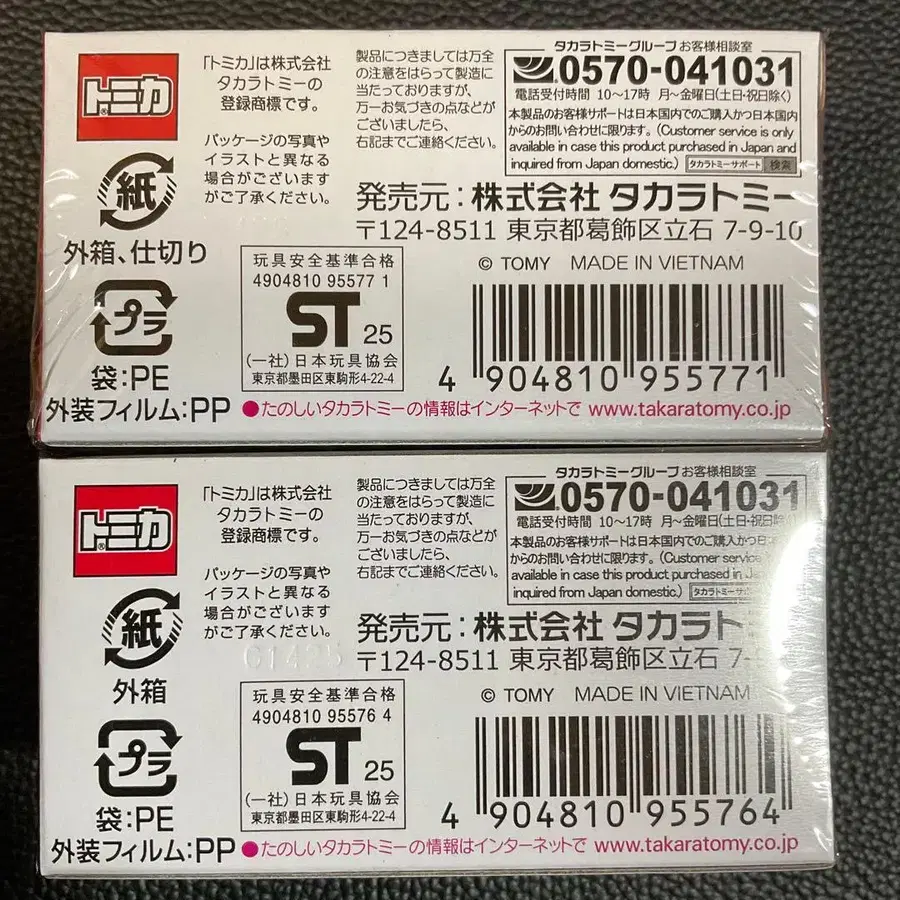 トミカ
®
紙
外箱、仕切り
プラ
袋:PE
外装フィルム:PP
「トミカ」は株式会社
タカラトミーの
登録商標です。
パッケージの写真や
イラストと異なる
場合がございます
がご了承ください。
製品につきましては万全
の注意をはらって製造に
当たっておりますが、
万一お気づきの点などが
ございましたら、
右記までご連絡ください。
タカラトミーグループ お客様相談室
0570-041031
電話受付時間 10〜17時 月〜金曜日(土日・祝日除く)
本製品のお客様サポートは日本国内でのご購入かつ日本国内
からのお問い合わせに限ります。(Customer service is only
available in case this product purchased in Japan and
inquired from Japan domestic.) タカラトミーサポート 検索
発売元:株式会社 タカラトミー
〒124-8511 東京都葛飾区立石 7-9-10
© TOMY MADE IN VIETNAM
玩具安全基準合格
4904810 95577 1
ST 25
(一社)日本玩具協会
東京都墨田区東駒形4-22-4
4 904810 955771
●たのしいタカラトミーの情報はインターネットで www.takaratomy.co.jp
トミカ
®
紙
外箱
プラ
袋:PE
外装フィルム:PP
「トミカ」は株式会社
タカラトミーの
登録商標です。
パッケージの写真や
イラストと異なる
場合がございます
がご了承ください。
製品につきましては万全
の注意をはらって製造に
当たっておりますが、
万一お気づきの点などが
ございましたら、
右記までご連絡ください。
タカラトミーグループ お客様相談室
0570-041031
電話受付時間 10〜17時 月〜金曜日(土日・祝日除く)
本製品のお客様サポートは日本国内でのご購入かつ日本
からのお問い合わせに限ります。(Customer service
available in case this product purchased in
inquired from Japan domestic.) タカラトミーサ
発売元:株式会社 タカラト
〒124-8511 東京都葛飾区立石 7-
© TOMY MADE IN VIETNAM
玩具安全基準合格
4904810 95576 4
ST 25
(一社)日本玩具協会
東京都墨田区東駒形4-22-4
4 904810 955764
●たのしいタカラトミーの情報はインターネットで www.takaratomy.co.jp